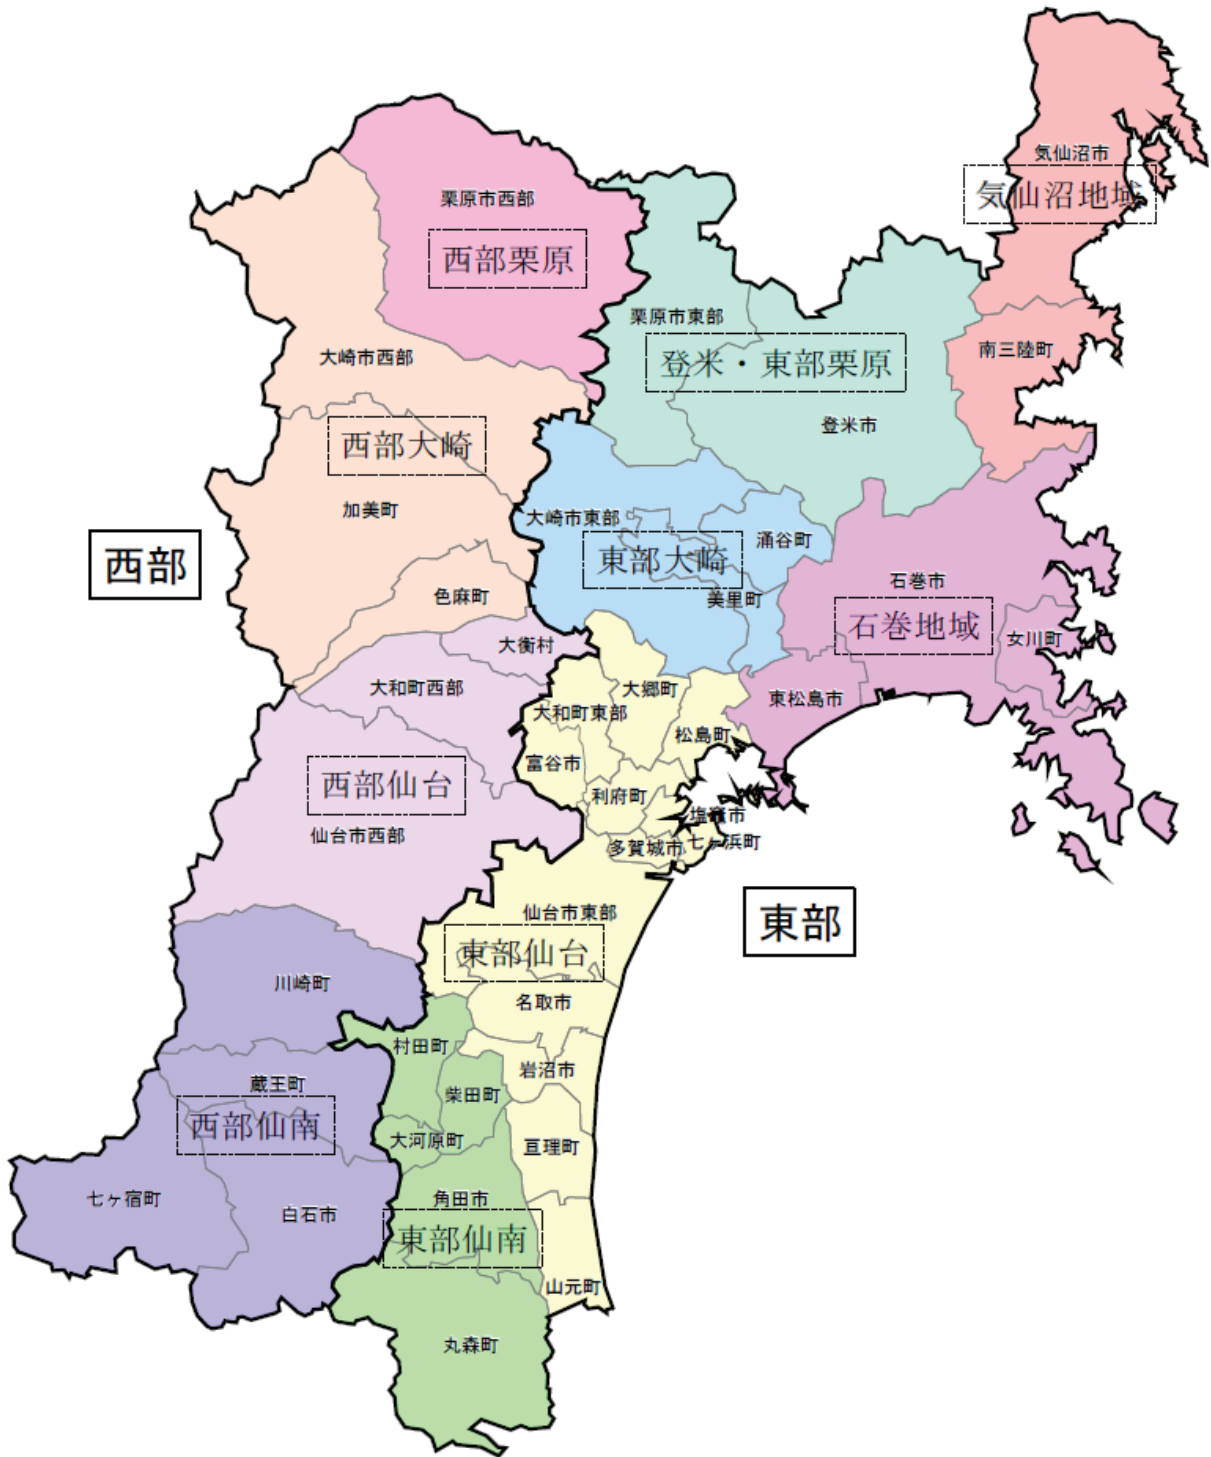 気仙沼市
気仙沼地域
栗原市西部
西部栗原
栗原市東部
登米・東部栗原
南三陸町
大崎市西部
登米市
西部大崎
加美町
大崎市東部
涌谷町
東部大崎
西部
石巻市
色麻町
美里町
石巻地域
女川町
大衡村
大和町西部
大郷町
東松島市
大和町東部
松島町
富谷市
西部仙台
利府町
塩竈市
仙台市西部
多賀城市
七ヶ浜町
東部
仙台市東部
東部仙台
川崎町
名取市
村田町
岩沼市
蔵王町
柴田町
西部仙南
大河原町
亘理町
七ヶ宿町
角田市
白石市
東部仙南
山元町
丸森町